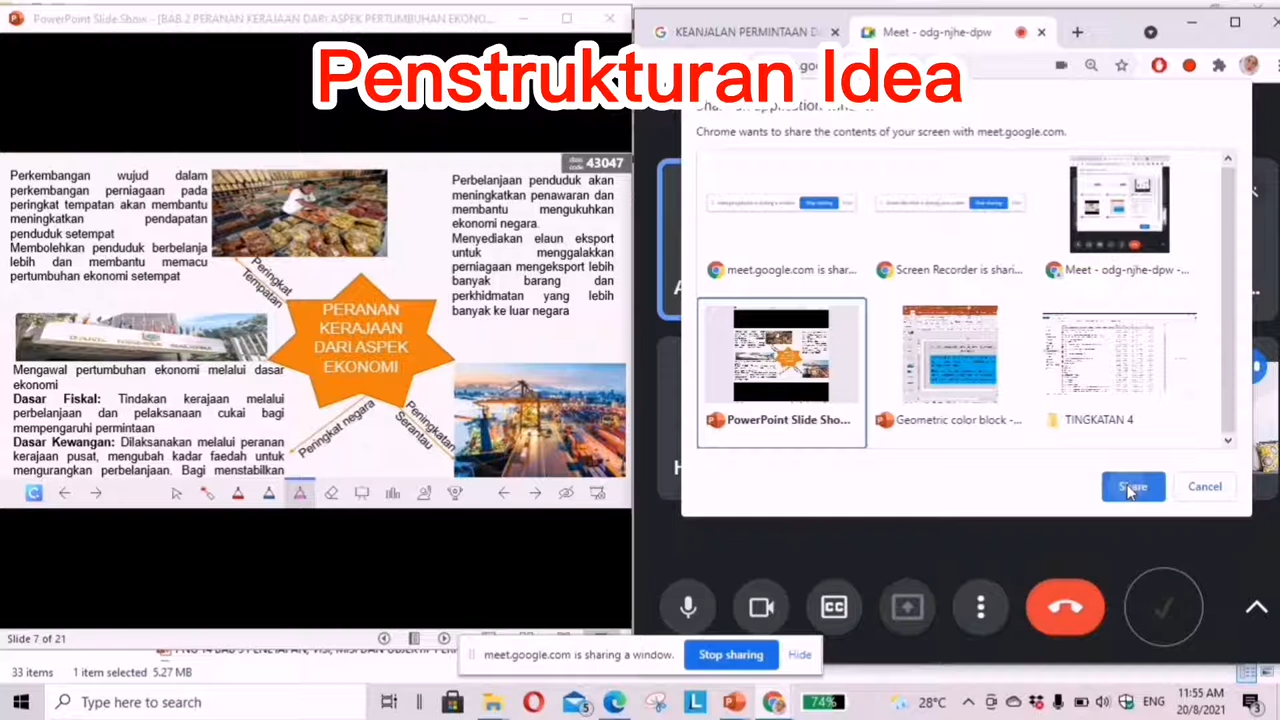 PowerPoint Slide Show - [BAB 2 PERANAN KERAJAAN DARI ASPEK PERTUMBUHAN EKONO...
KEANJALAN PERMINTAAN D
Meet - odg-njhe-dpw
Penstrukturan Idea
Chrome wants to share the contents of your screen with meet.google.com.
class
code 43047
Perkembangan wujud dalam
perkembangan perniagaan pada
peringkat tempatan akan membantu
meningkatkan pendapatan
penduduk setempat
Membolehkan penduduk berbelanja
lebih dan membantu memacu
pertumbuhan ekonomi setempat
Perbelanjaan penduduk akan
meningkatkan penawaran dan
membantu mengukuhkan
ekonomi negara.
Menyediakan elaun eksport
untuk menggalakkan
perniagaan mengeksport lebih
banyak barang dan
perkhidmatan yang lebih
banyak ke luar negara
Peringkat
Tempatan
PERANAN
KERAJAAN
DARI ASPEK
EKONOMI
Mengawal pertumbuhan ekonomi melalui dasar
ekonomi
Dasar Fiskal: Tindakan kerajaan melalui
perbelanjaan dan pelaksanaan cukai bagi
mempengaruhi permintaan
Dasar Kewangan: Dilaksanakan melalui peranan
kerajaan pusat, mengubah kadar faedah untuk
mengurangkan perbelanjaan. Bagi menstabilkan
Peringkat negara
Peringkatan
Serantau
Stop sharing
Stop sharing
meet.google.com is shar...
Screen Recorder is shari...
Meet - odg-njhe-dpw -...
PowerPoint Slide Sho...
Geometric color block -...
TINGKATAN 4
Share
Cancel
CC
Slide 7 of 21
33 items
1 item selected 5.27 MB
meet.google.com is sharing a window.
Stop sharing
Hide
Type here to search
5
L
74%
28°C
ENG
11:55 AM
20/8/2021
3